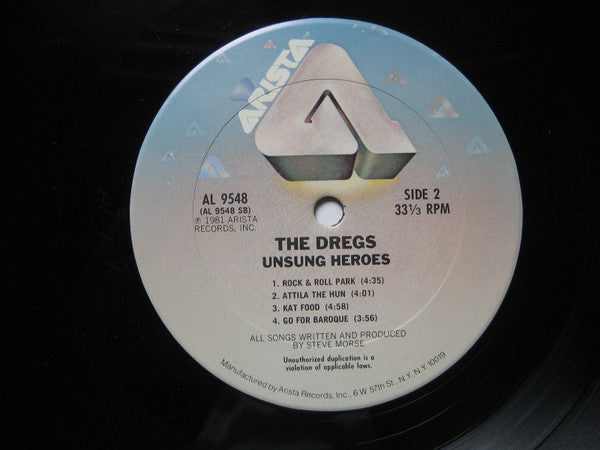 ARISTA
AL 9548
(AL 9548 SB)
℗ 1981 ARISTA
RECORDS, INC.
SIDE 2
33⅓ RPM
THE DREGS
UNSUNG HEROES
1. ROCK & ROLL PARK (4:35)
2. ATTILA THE HUN (4:01)
3. KAT FOOD (4:58)
4. GO FOR BAROQUE (3:56)
ALL SONGS WRITTEN AND PRODUCED
BY STEVE MORSE
Unauthorized duplication is a
violation of applicable laws.
Manufactured by Arista Records, Inc., 6 W 57th St., N.Y. N.Y 10019